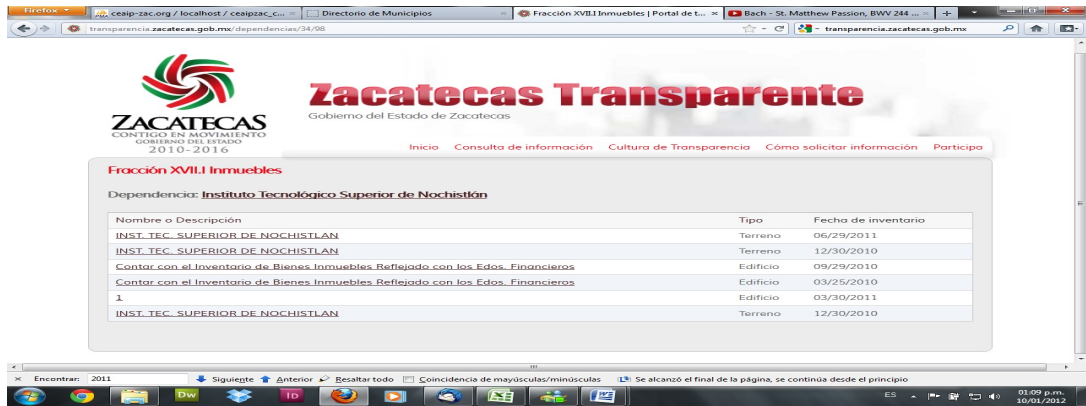 Firefox
ceaip-zac.org / localhost / ceaipzac_c...
Directorio de Municipios
Fracción XVII.I Inmuebles | Portal de t...
Bach - St. Matthew Passion, BWV 244 ...
transparencia.zacatecas.gob.mx/dependencias/34/98
transparencia.zacatecas.gob.mx
ZACATECAS
CONTIGO EN MOVIMIENTO
GOBIERNO DEL ESTADO
2010-2016
Zacatecas Transparente
Gobierno del Estado de Zacatecas
Inicio Consulta de información Cultura de Transparencia Cómo solicitar información Participa
Fracción XVII.I Inmuebles
Dependencia: Instituto Tecnológico Superior de Nochistlán
Nombre o Descripción Tipo Fecha de inventario
INST. TEC. SUPERIOR DE NOCHISTLAN Terreno 06/29/2011
INST. TEC. SUPERIOR DE NOCHISTLAN Terreno 12/30/2010
Contar con el Inventario de Bienes Inmuebles Reflejado con los Edos. Financieros Edificio 09/29/2010
Contar con el Inventario de Bienes Inmuebles Reflejado con los Edos. Financieros Edificio 03/25/2010
1 Edificio 03/30/2011
INST. TEC. SUPERIOR DE NOCHISTLAN Terreno 12/30/2010
Encontrar: 2011 Siguiente Anterior Resaltar todo Coincidencia de mayúsculas/minúsculas Se alcanzó el final de la página, se continúa desde el principio
Dw ID ES 01:09 p.m.
10/01/2012